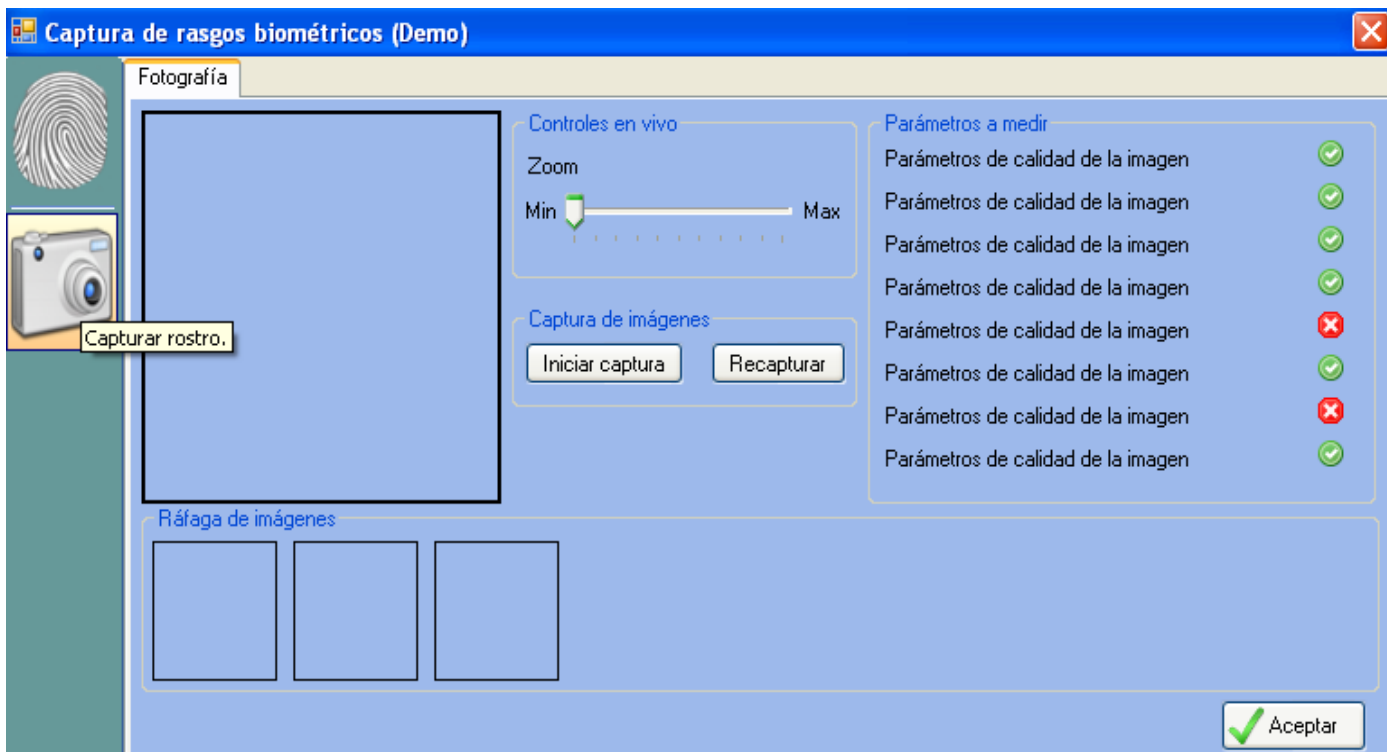 Captura de rasgos biométricos (Demo)
Fotografía
Capturar rostro.
Controles en vivo
Zoom
Min Max
Captura de imágenes
Iniciar captura Recapturar
Parámetros a medir
Parámetros de calidad de la imagen
Parámetros de calidad de la imagen
Parámetros de calidad de la imagen
Parámetros de calidad de la imagen
Parámetros de calidad de la imagen
Parámetros de calidad de la imagen
Parámetros de calidad de la imagen
Parámetros de calidad de la imagen
Ráfaga de imágenes
Aceptar